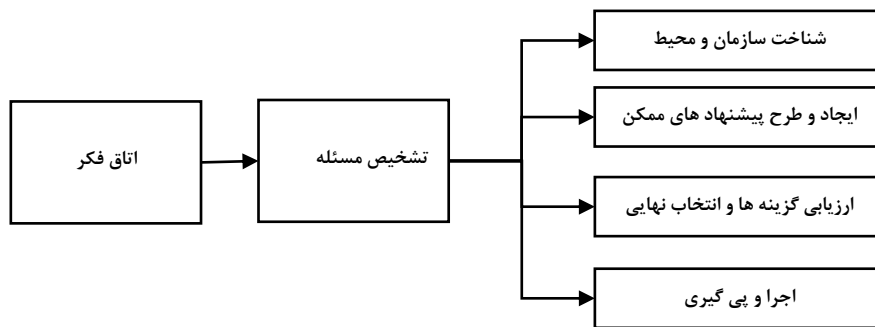 اتاق فکر
تشخیص مسئله
شناخت سازمان و محیط
ایجاد و طرح پیشنهاد های ممکن
ارزیابی گزینه ها و انتخاب نهایی
اجرا و پی گیری